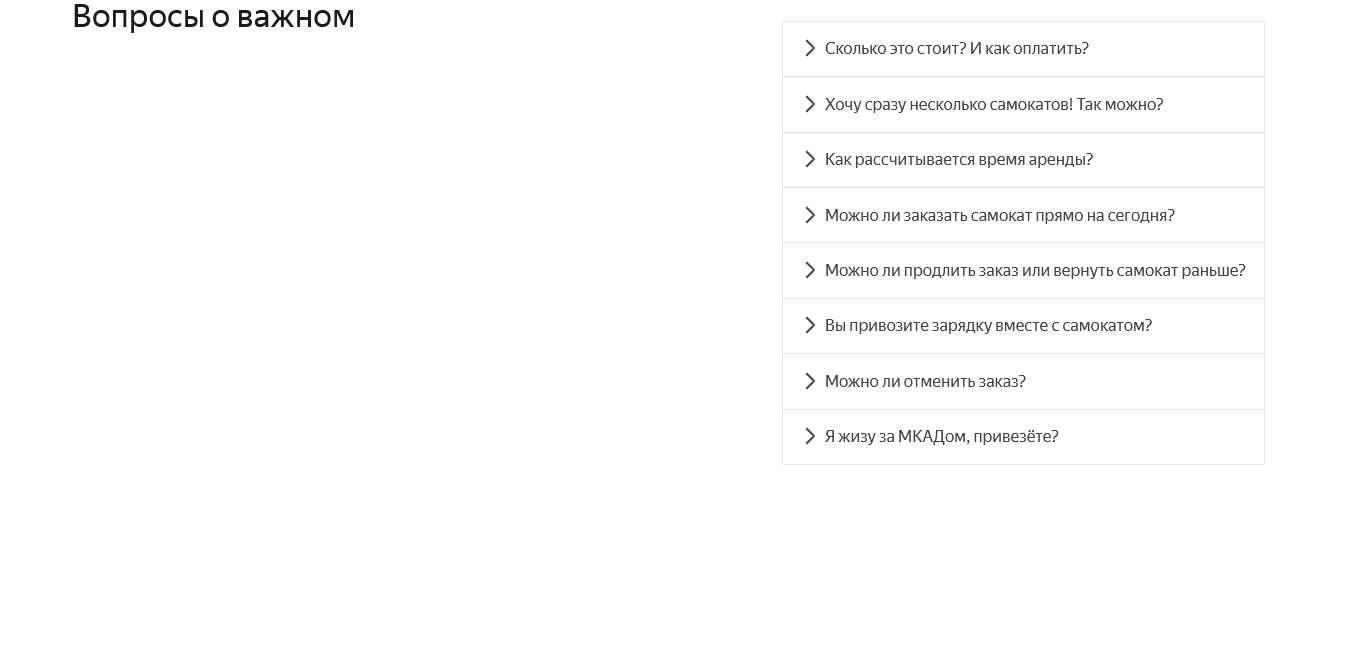 Вопросы о важном
Сколько это стоит? И как оплатить?
Хочу сразу несколько самокатов! Так можно?
Как рассчитывается время аренды?
Можно ли заказать самокат прямо на сегодня?
Можно ли продлить заказ или вернуть самокат раньше?
Вы привозите зарядку вместе с самокатом?
Можно ли отменить заказ?
Я жизу за МКАДом, привезёте?